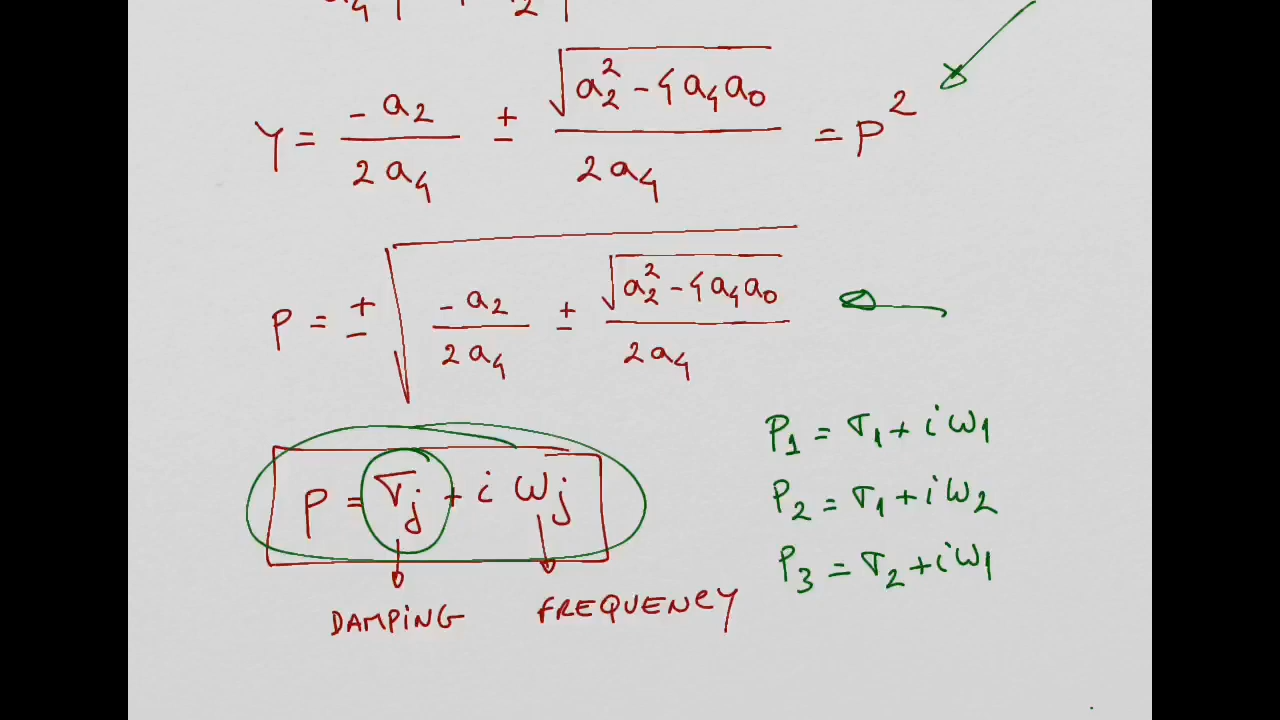 Y = -a₂ / 2a₄ ± √(a₂² - 4a₄a₀) / 2a₄ = P²
P = ± √( -a₂ / 2a₄ ± √(a₂² - 4a₄a₀) / 2a₄ )
P₁ = σ₁ + iω₁
P = σⱼ + iωⱼ
P₂ = σ₁ + iω₂
P₃ = σ₂ + iω₁
DAMPING FREQUENCY